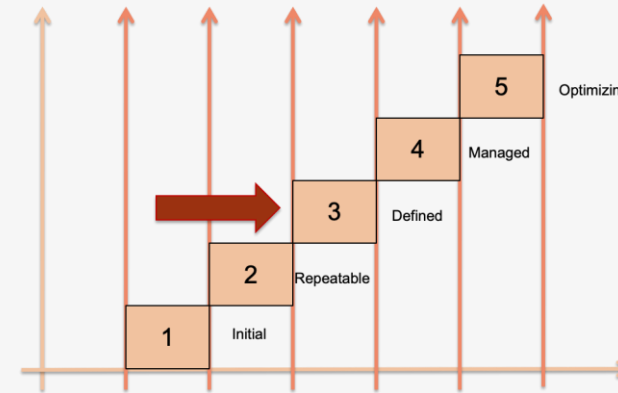 5
Optimizin
4
Managed
3
Defined
2
Repeatable
1
Initial